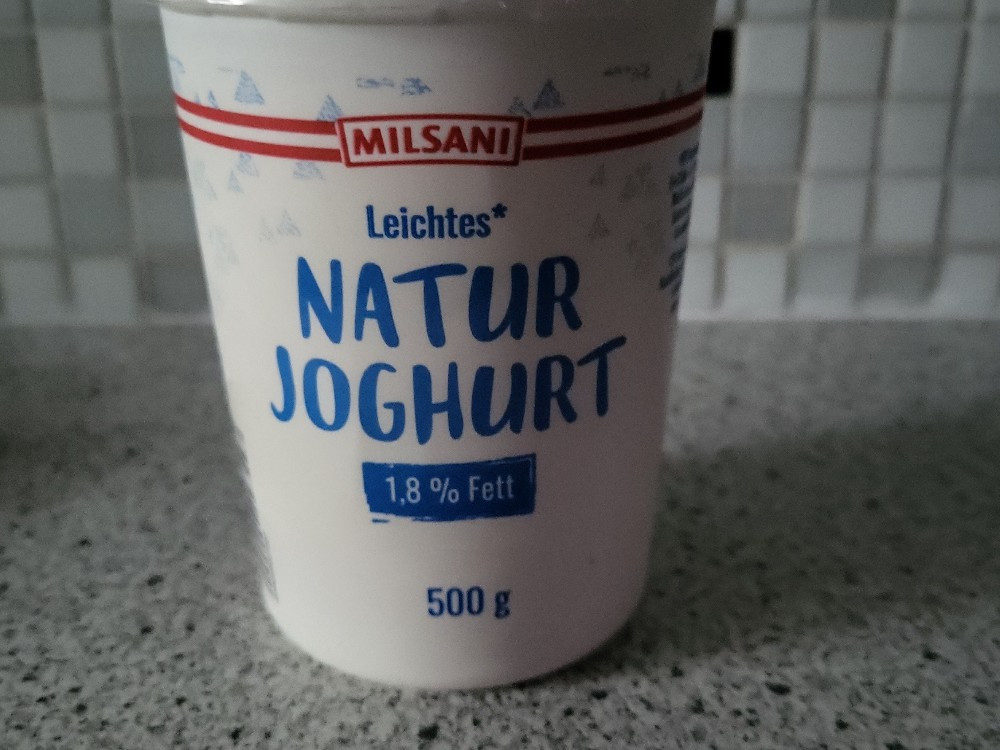 MILSANI
Leichtes*
NATUR
JOGHURT
1,8 % Fett
500 g